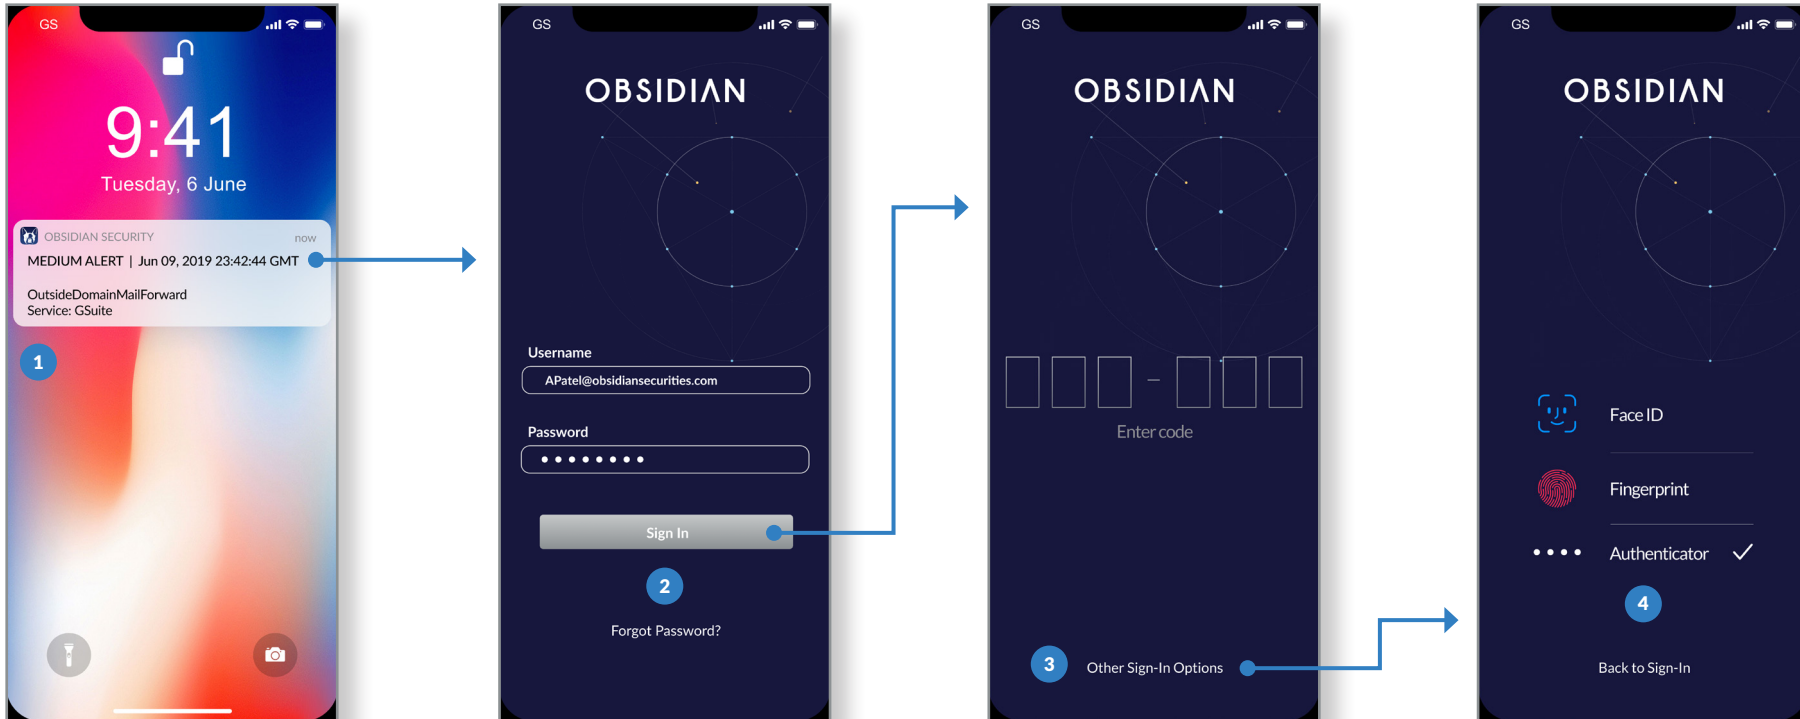 GS
9:41
Tuesday, 6 June
OBSIDIAN SECURITY now
MEDIUM ALERT | Jun 09, 2019 23:42:44 GMT
OutsideDomainMailForward
Service: GSuite
1
GS
OBSIDIAN
Username
APatel@obsidiansecurities.com
Password
Sign In
2
Forgot Password?
GS
OBSIDIAN
Enter code
3
Other Sign-In Options
GS
OBSIDIAN
Face ID
Fingerprint
Authenticator
4
Back to Sign-In